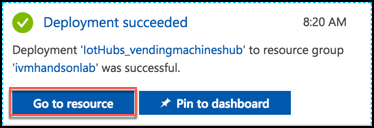 Deployment succeeded 8:20 AM
Deployment 'IotHubs_vendingmachineshub' to resource group
'ivmhandsonlab' was successful.
Go to resource Pin to dashboard